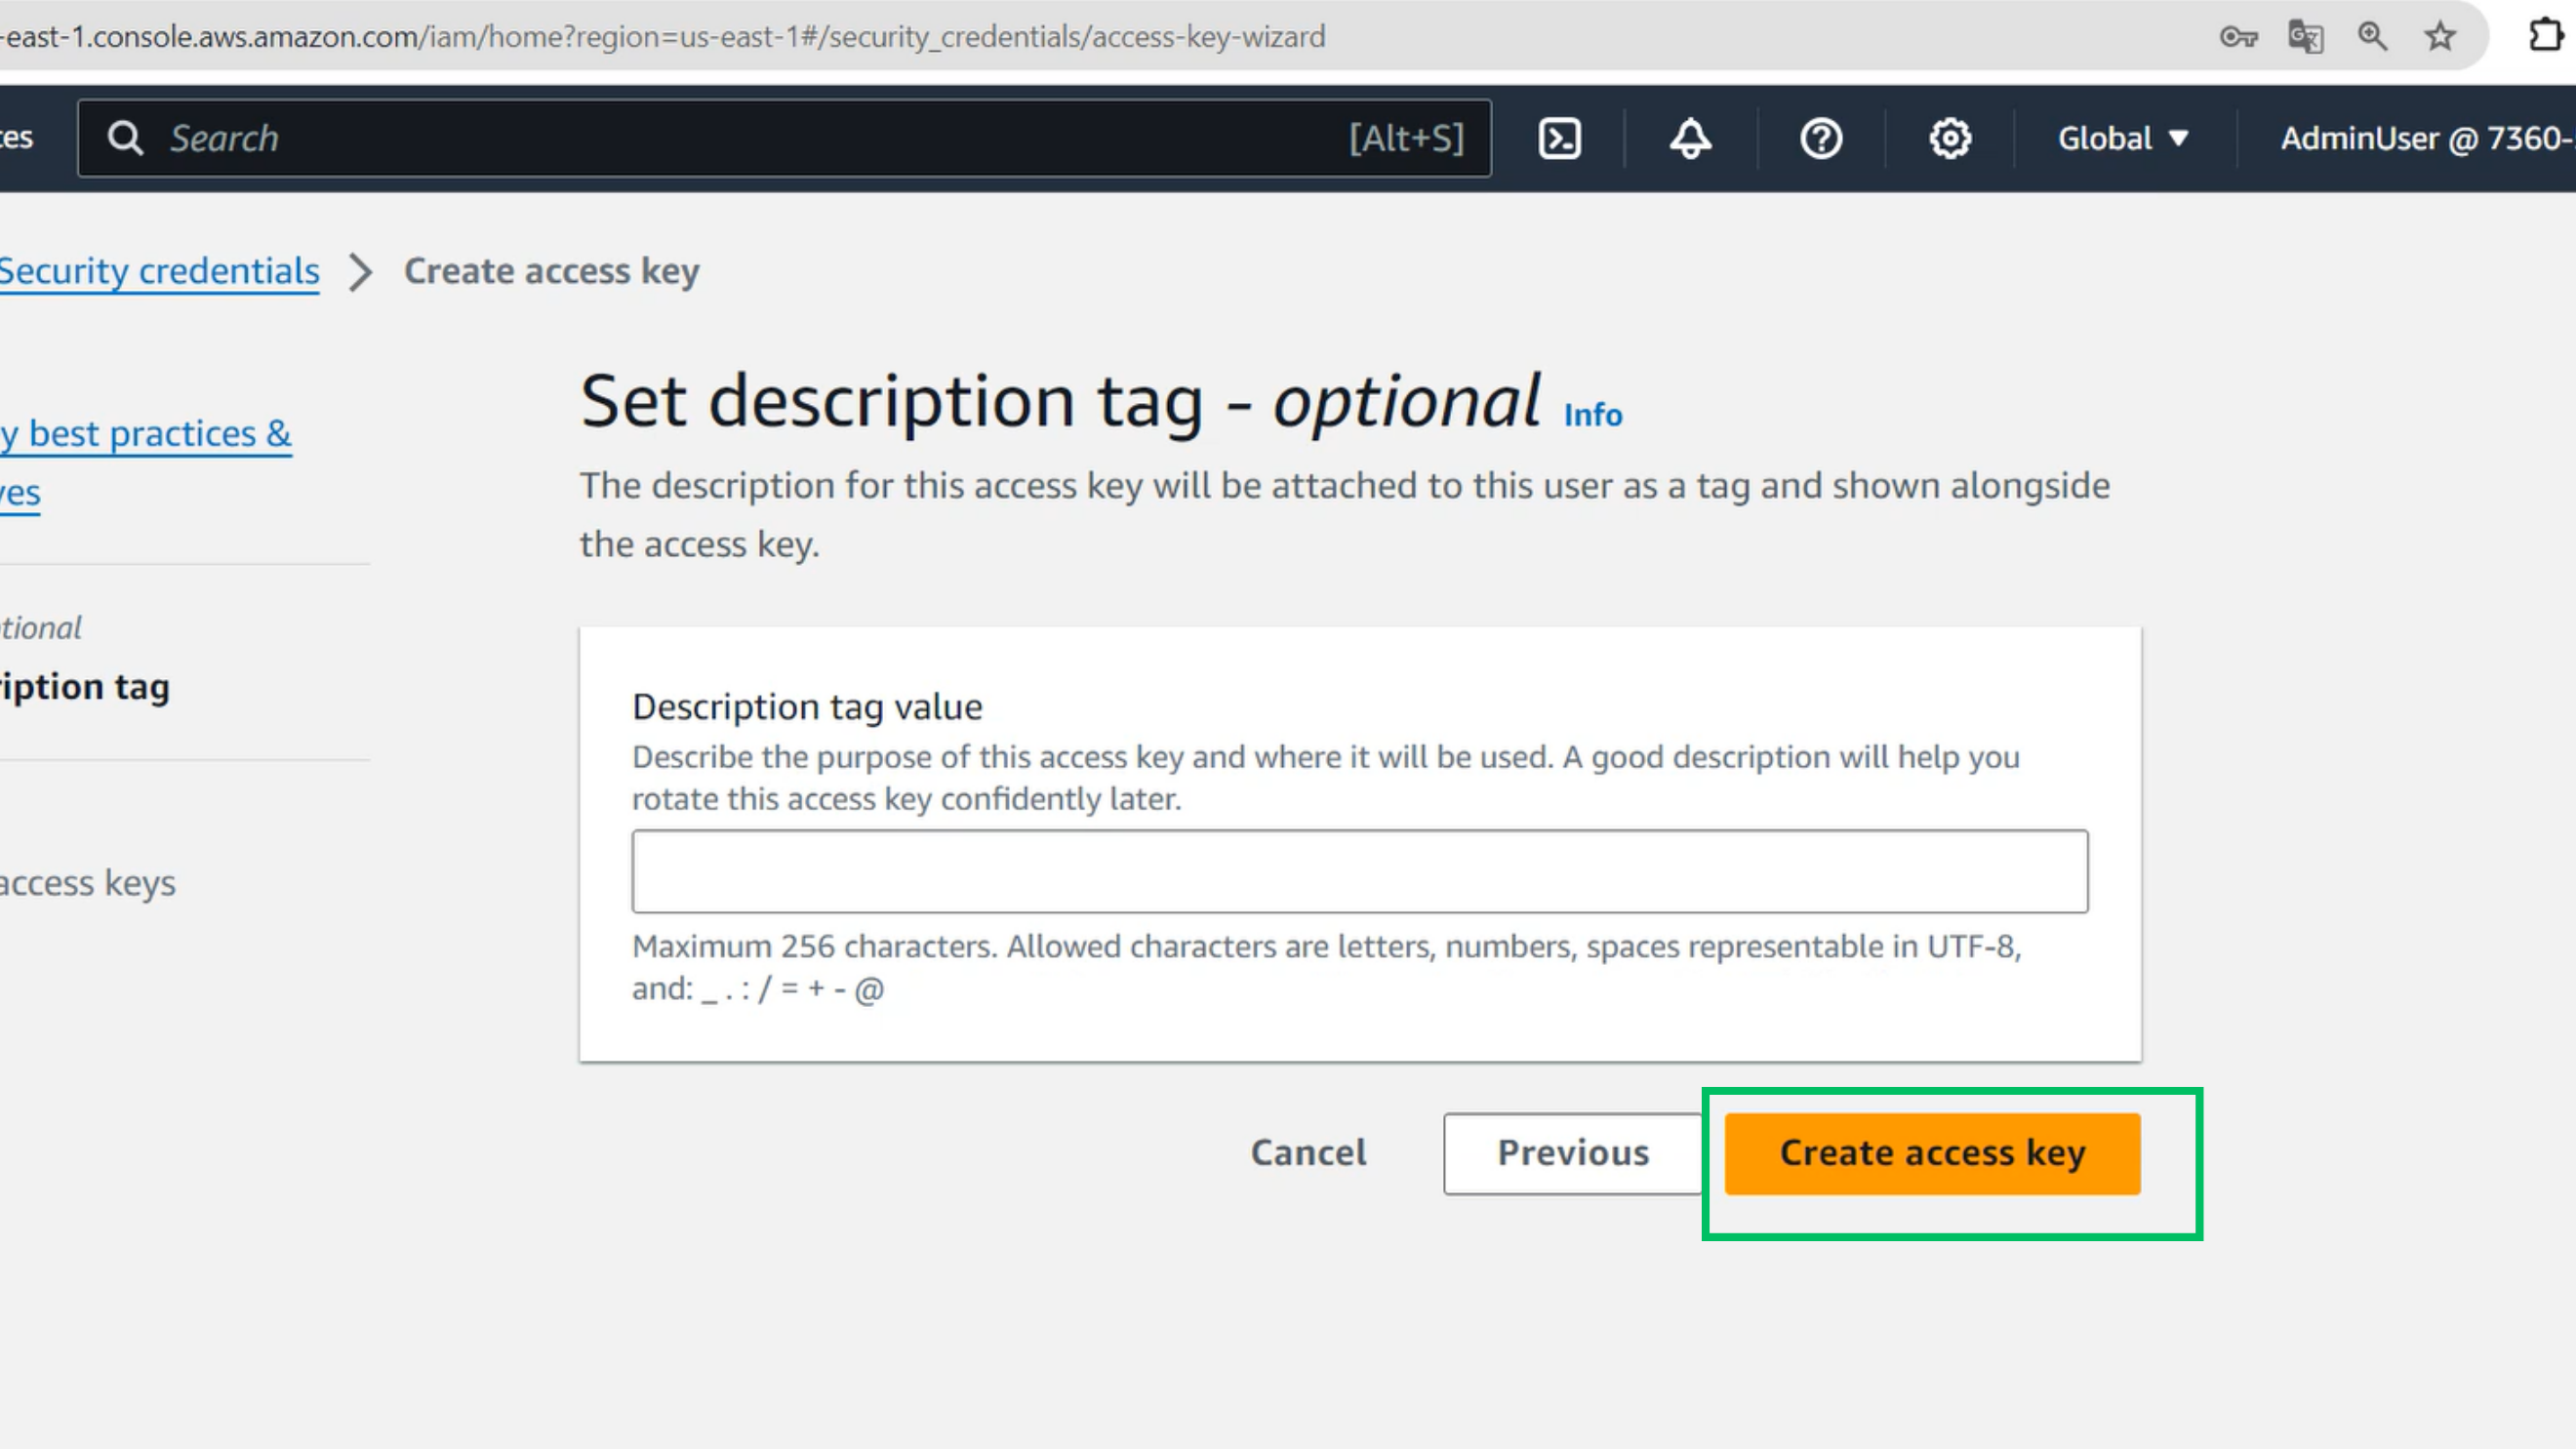 -east-1.console.aws.amazon.com/iam/home?region=us-east-1#/security_credentials/access-key-wizard
Search [Alt+S] Global AdminUser @ 7360-
Security credentials Create access key
Set description tag - optional Info
The description for this access key will be attached to this user as a tag and shown alongside
the access key.
y best practices &
tional
iption tag
access keys
Description tag value
Describe the purpose of this access key and where it will be used. A good description will help you
rotate this access key confidently later.
Maximum 256 characters. Allowed characters are letters, numbers, spaces representable in UTF-8,
and: _ . : / = + - @
Cancel Previous Create access key